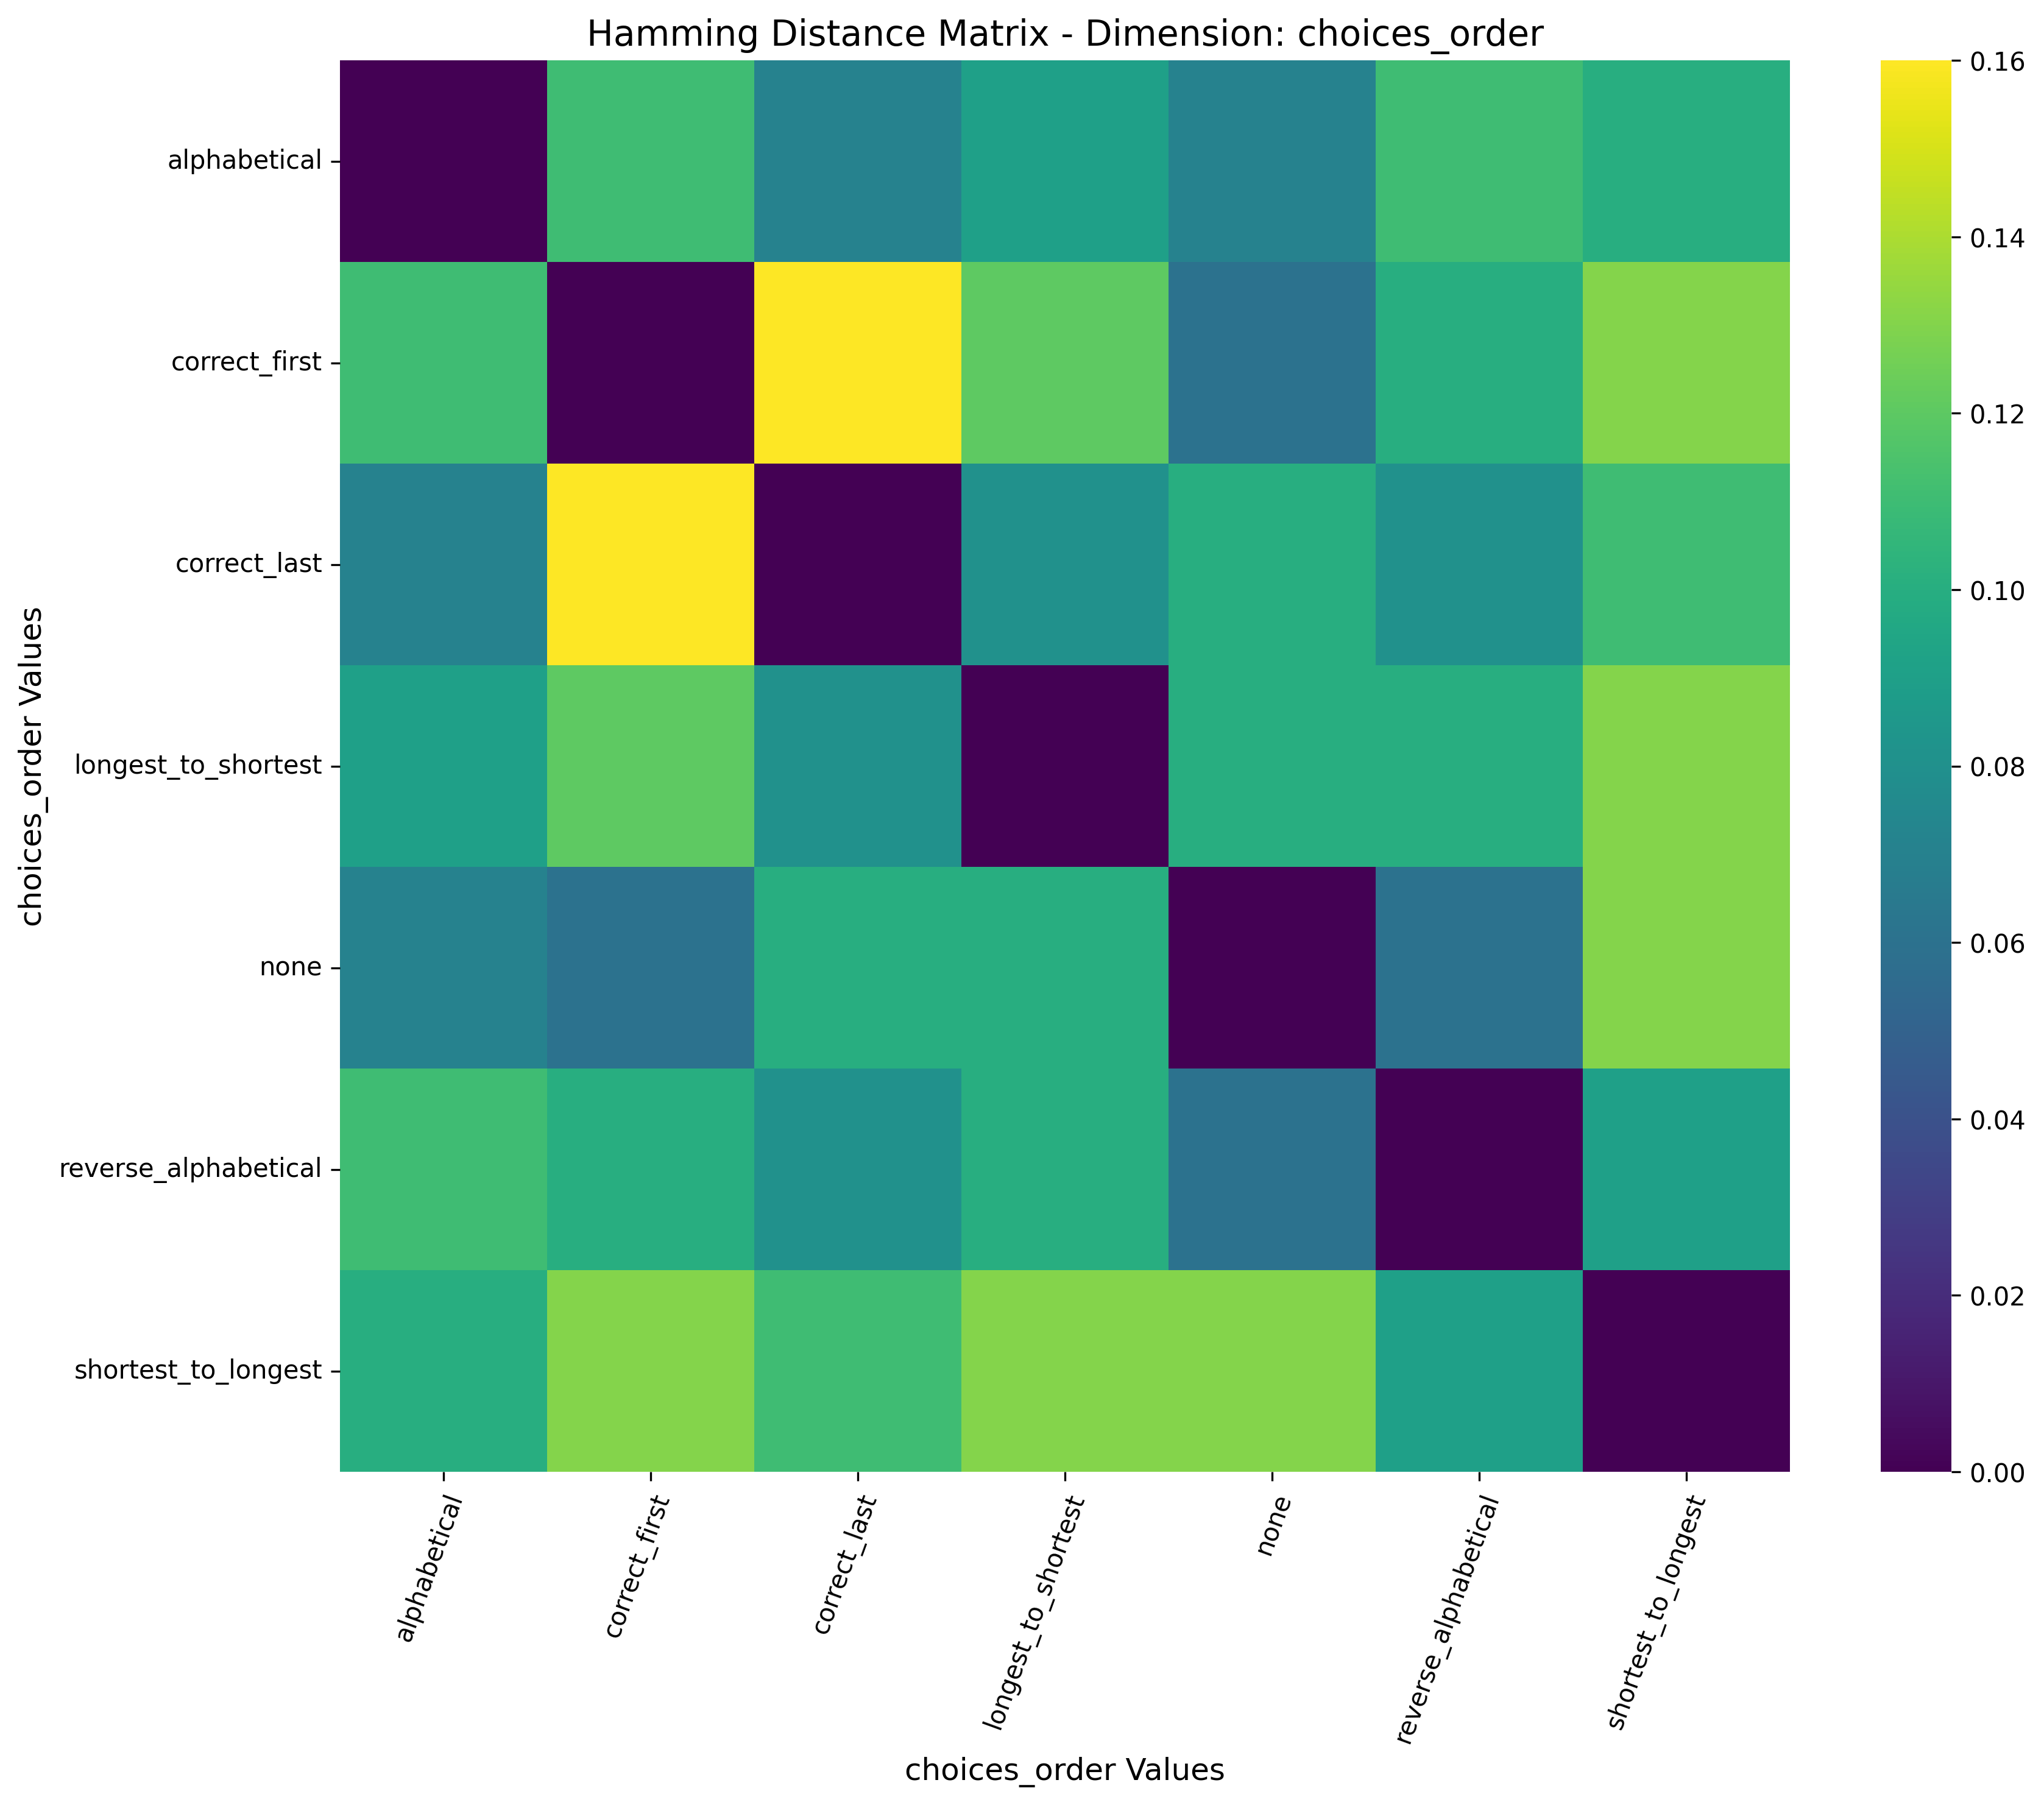 Hamming Distance Matrix - Dimension: choices_order
choices_order Values
alphabetical
correct_first
correct_last
longest_to_shortest
none
reverse_alphabetical
shortest_to_longest
alphabetical
correct_first
correct_last
longest_to_shortest
none
reverse_alphabetical
shortest_to_longest
choices_order Values
0.16
0.14
0.12
0.10
0.08
0.06
0.04
0.02
0.00